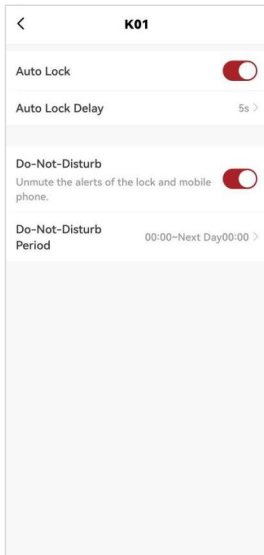 K01
Auto Lock
Auto Lock Delay 5s
Do-Not-Disturb
Unmute the alerts of the lock and mobile
phone.
Do-Not-Disturb
Period 00:00~Next Day00:00